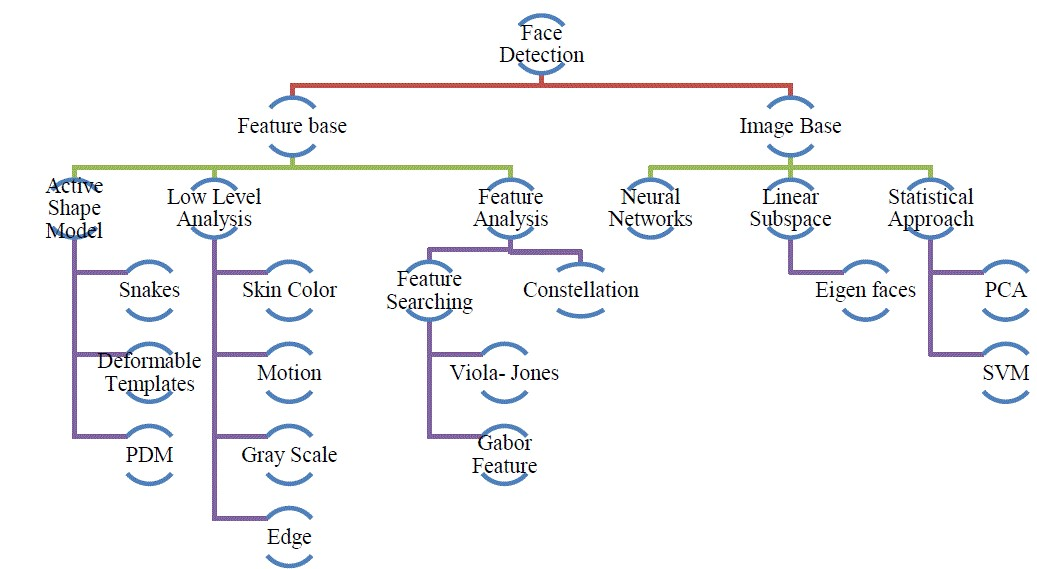 Face
Detection
Feature base
Image Base
Active
Shape
Model
Low Level
Analysis
Feature
Analysis
Neural
Networks
Linear
Subspace
Statistical
Approach
Snakes
Skin Color
Feature
Searching
Constellation
Eigen faces
PCA
Deformable
Templates
Motion
Viola- Jones
SVM
PDM
Gray Scale
Gabor
Feature
Edge